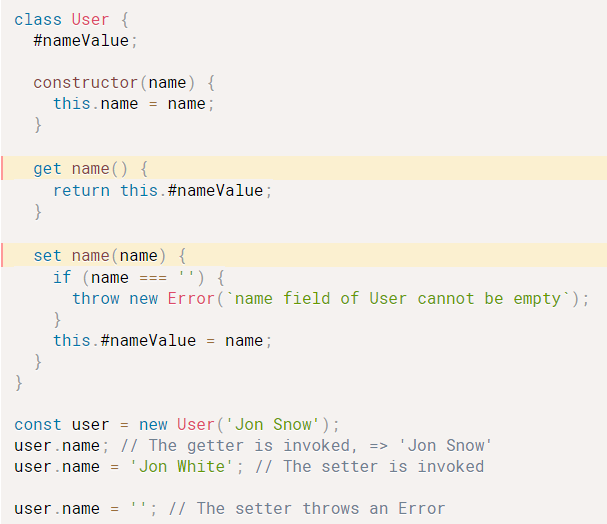 class User {
  #nameValue;

  constructor(name) {
    this.name = name;
  }

  get name() {
    return this.#nameValue;
  }

  set name(name) {
    if (name === '') {
      throw new Error(`name field of User cannot be empty`);
    }
    this.#nameValue = name;
  }
}

const user = new User('Jon Snow');
user.name; // The getter is invoked, => 'Jon Snow'
user.name = 'Jon White'; // The setter is invoked

user.name = ''; // The setter throws an Error